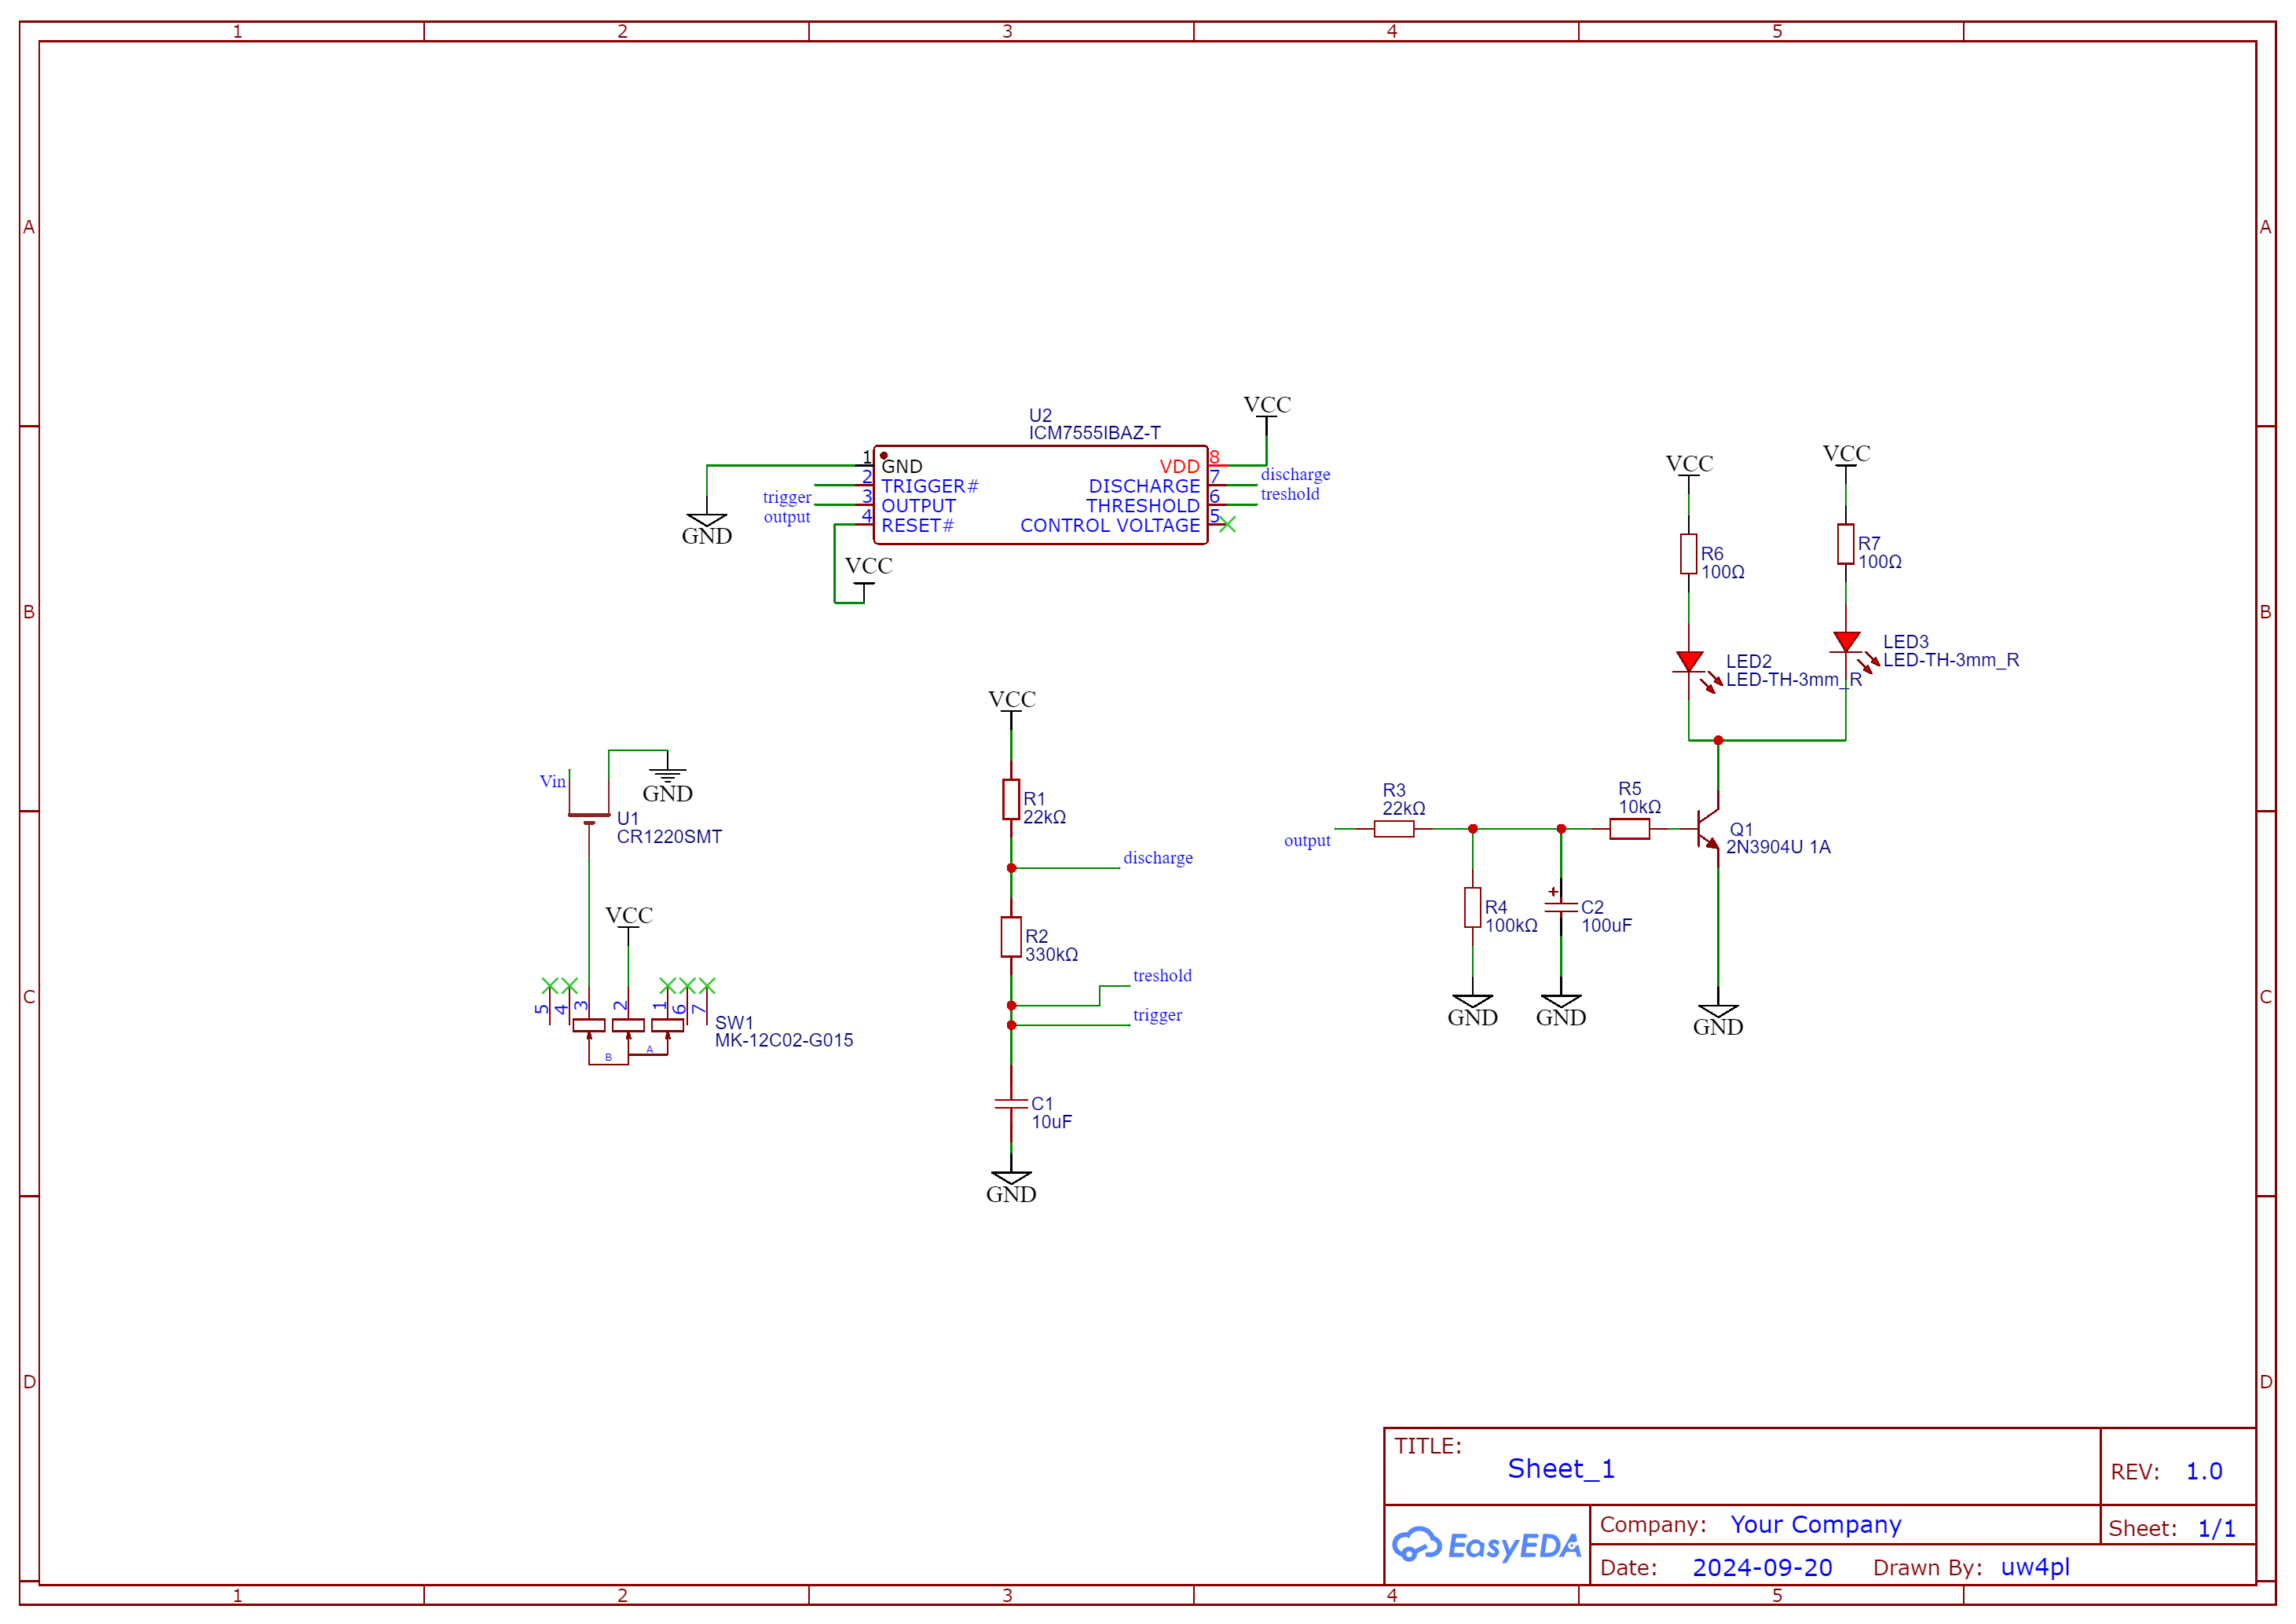 1 2 3 4 5
A
A
B
B
C
C
D
D
U2
ICM7555IBAZ-T
VCC
1 GND
2 TRIGGER#
3 OUTPUT
4 RESET#
VDD 8
DISCHARGE 7
THRESHOLD 6
CONTROL VOLTAGE 5
trigger
output
discharge
treshold
GND
VCC
VCC
VCC
R6
100Ω
R7
100Ω
LED2
LED-TH-3mm_R
LED3
LED-TH-3mm_R
Vin
GND
U1
CR1220SMT
VCC
5 4 3 2 1 6 7
B A
SW1
MK-12C02-G015
VCC
R1
22kΩ
discharge
R2
330kΩ
treshold
trigger
C1
10uF
GND
output
R3
22kΩ
R4
100kΩ
+
C2
100uF
R5
10kΩ
Q1
2N3904U 1A
GND
GND
GND
TITLE:
Sheet_1
REV: 1.0
EasyEDA
Company: Your Company
Sheet: 1/1
Date: 2024-09-20 Drawn By: uw4pl
1 2 3 4 5